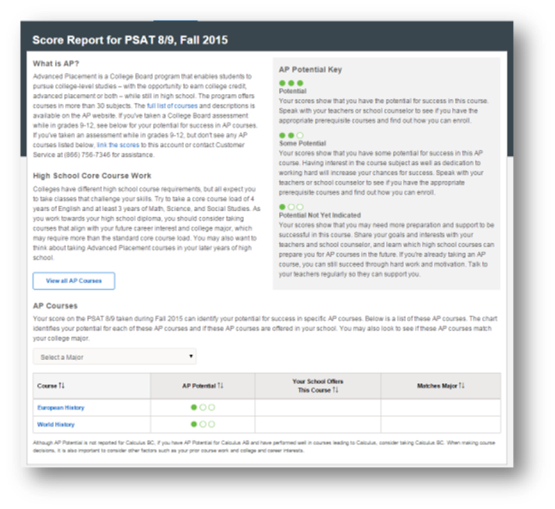 Score Report for PSAT 8/9, Fall 2015
What is AP?
Advanced Placement is a College Board program that enables students to
pursue college-level studies – with the opportunity to earn college credit,
advanced placement or both – while still in high school. The program offers
courses in more than 30 subjects. The full list of courses and descriptions is
available on the AP website. If you've taken a College Board assessment
while in grades 9-12, see below for your potential for success in AP courses.
If you've taken an assessment while in grades 8-12, but don't see any AP
courses listed below, link the scores to this account or contact Customer
Service at (866) 756-7346 for assistance.
High School Core Course Work
Colleges have different high school course requirements, but all expect you
to take classes that challenge your skills. Try to take a core course load of 4
years of English and at least 3 years of Math, Science, and Social Studies. As
you work towards your high school diploma, you should consider taking
courses that align with your future career interest and college major, which
may require more than the standard core course load. You may also want to
think about taking Advanced Placement courses in your later years of high
school.
View all AP Courses
AP Potential Key
Potential
Your scores show that you have the potential for success in this course.
Speak with your teachers or school counselor to see if you have the
appropriate prerequisite courses and find out how you can enroll.
Some Potential
Your scores show that you have some potential for success in this AP
course. Having interest in the course subject as well as dedication to
working hard will increase your chances for success. Speak with your
teachers or school counselor to see if you have the appropriate
prerequisite courses and find out how you can enroll.
Potential Not Yet Indicated
Your scores show that you may need more preparation and support to be
successful in this course. Share your goals and interests with your
teachers and school counselor, and learn which high school courses can
prepare you for AP courses in the future. If you're already taking an AP
course, you can still succeed through hard work and motivation. Talk to
your teachers regularly so they can support you.
AP Courses
Your score on the PSAT 8/9 taken during Fall 2015 can identify your potential for success in specific AP courses. Below is a list of these AP courses. The chart
identifies your potential for each of these AP courses and if these AP courses are offered in your school. You may also look to see if these AP courses match
your college major.
Select a Major
Course ↑↓ AP Potential ↑↓ Your School Offers This Course ↑↓ Matches Major ↑↓
European History
World History
Although AP Potential is not reported for Calculus BC, if you have AP Potential for Calculus AB and have performed well in courses leading to Calculus, consider taking Calculus BC. When making course
decisions, it is also important to consider other factors such as your prior course work and college and career interests.